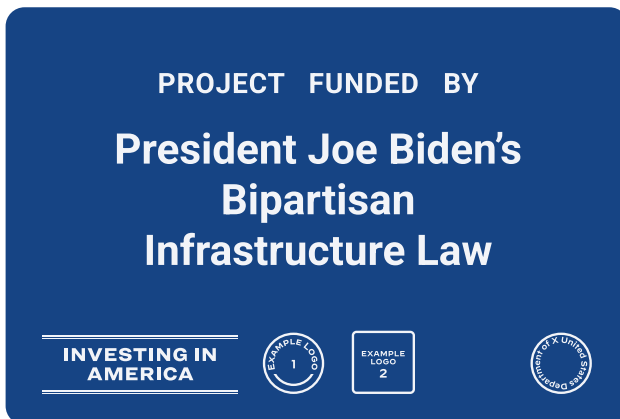 PROJECT FUNDED BY
President Joe Biden’s
Bipartisan
Infrastructure Law
INVESTING IN
AMERICA
EXAMPLE LOGO
1
EXAMPLE
LOGO
2
Department of X United States